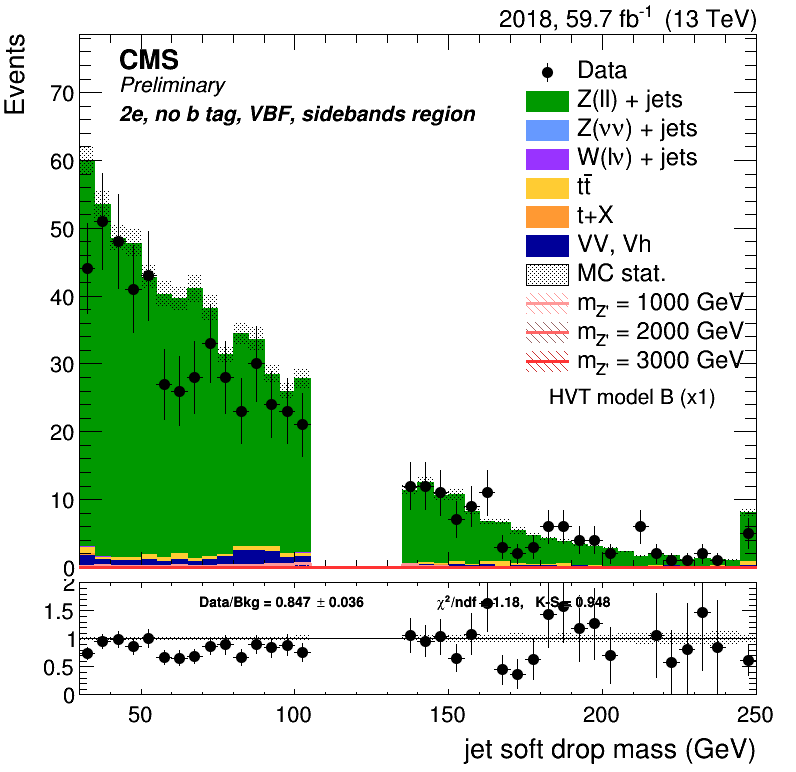 2018, 59.7 fb⁻¹ (13 TeV)
Events
CMS
Preliminary
2e, no b tag, VBF, sidebands region
Data
Z(ll) + jets
Z(νν) + jets
W(lν) + jets
tt̄
t+X
VV, Vh
MC stat.
m_Z' = 1000 GeV
m_Z' = 2000 GeV
m_Z' = 3000 GeV
HVT model B (x1)
70
60
50
40
30
20
10
0
Data/Bkg = 0.847 ± 0.036
χ²/ndf = 1.18, K-S = 0.948
2
1.5
1
0.5
0
50 100 150 200 250
jet soft drop mass (GeV)